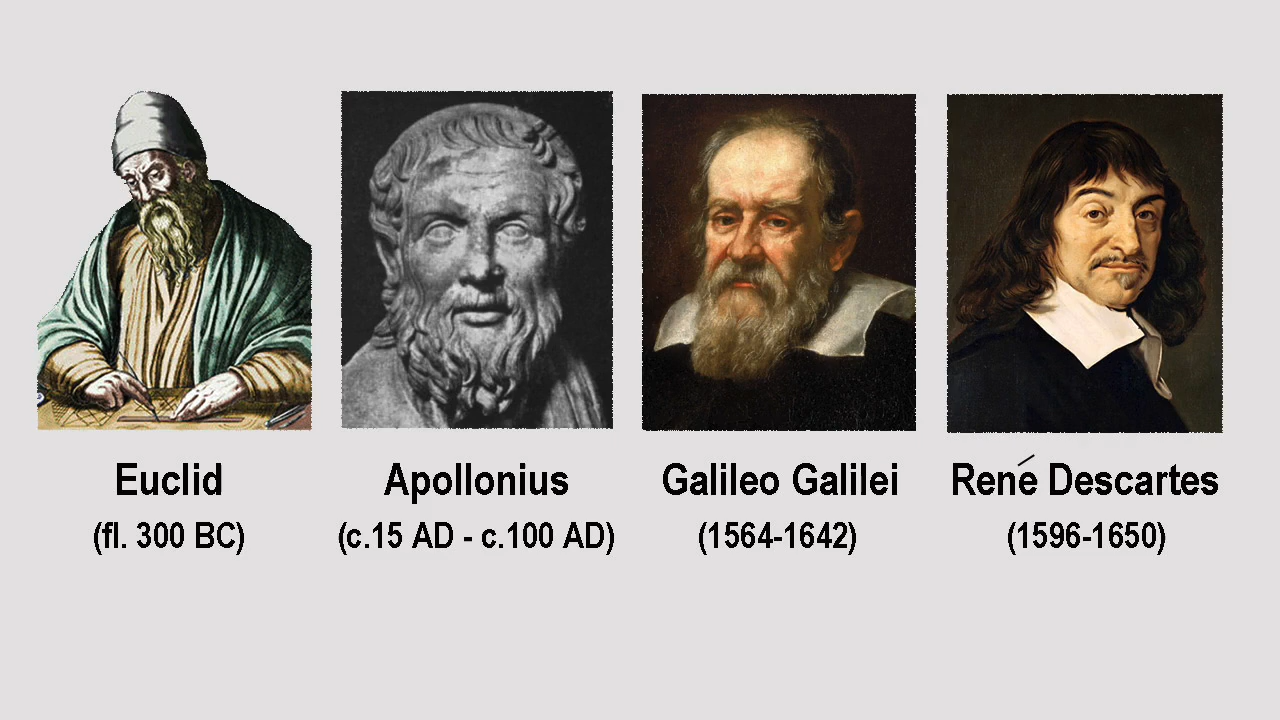 Euclid
(fl. 300 BC)
Apollonius
(c.15 AD - c.100 AD)
Galileo Galilei
(1564-1642)
René Descartes
(1596-1650)